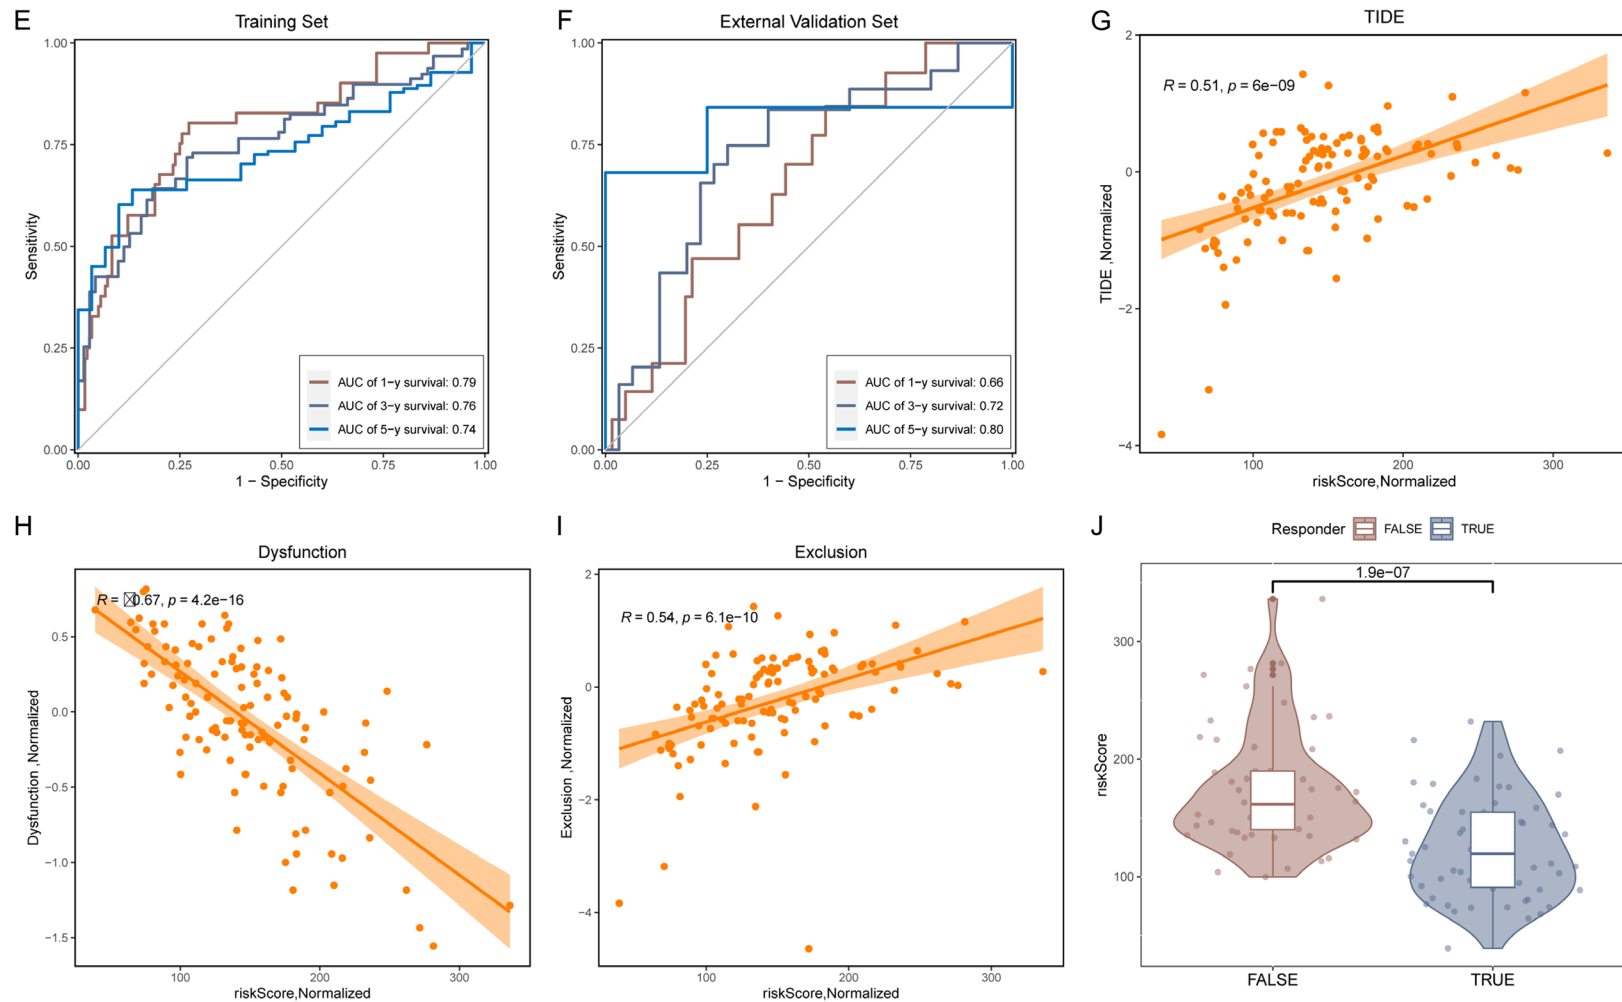 E
Training Set
1.00
0.75
0.50
0.25
0.00
Sensitivity
AUC of 1-y survival: 0.79
AUC of 3-y survival: 0.76
AUC of 5-y survival: 0.74
0.00 0.25 0.50 0.75 1.00
1 − Specificity
F
External Validation Set
1.00
0.75
0.50
0.25
0.00
Sensitivity
AUC of 1-y survival: 0.66
AUC of 3-y survival: 0.72
AUC of 5-y survival: 0.80
0.00 0.25 0.50 0.75 1.00
1 − Specificity
G
TIDE
R = 0.51, p = 6e−09
2
0
−2
−4
TIDE ,Normalized
100 200 300
riskScore,Normalized
H
Dysfunction
R = 0.67, p = 4.2e−16
0.5
0.0
−0.5
−1.0
−1.5
Dysfunction ,Normalized
100 200 300
riskScore,Normalized
I
Exclusion
R = 0.54, p = 6.1e−10
2
0
−2
−4
Exclusion ,Normalized
100 200 300
riskScore,Normalized
J
Responder FALSE TRUE
1.9e−07
300
200
100
riskScore
FALSE TRUE